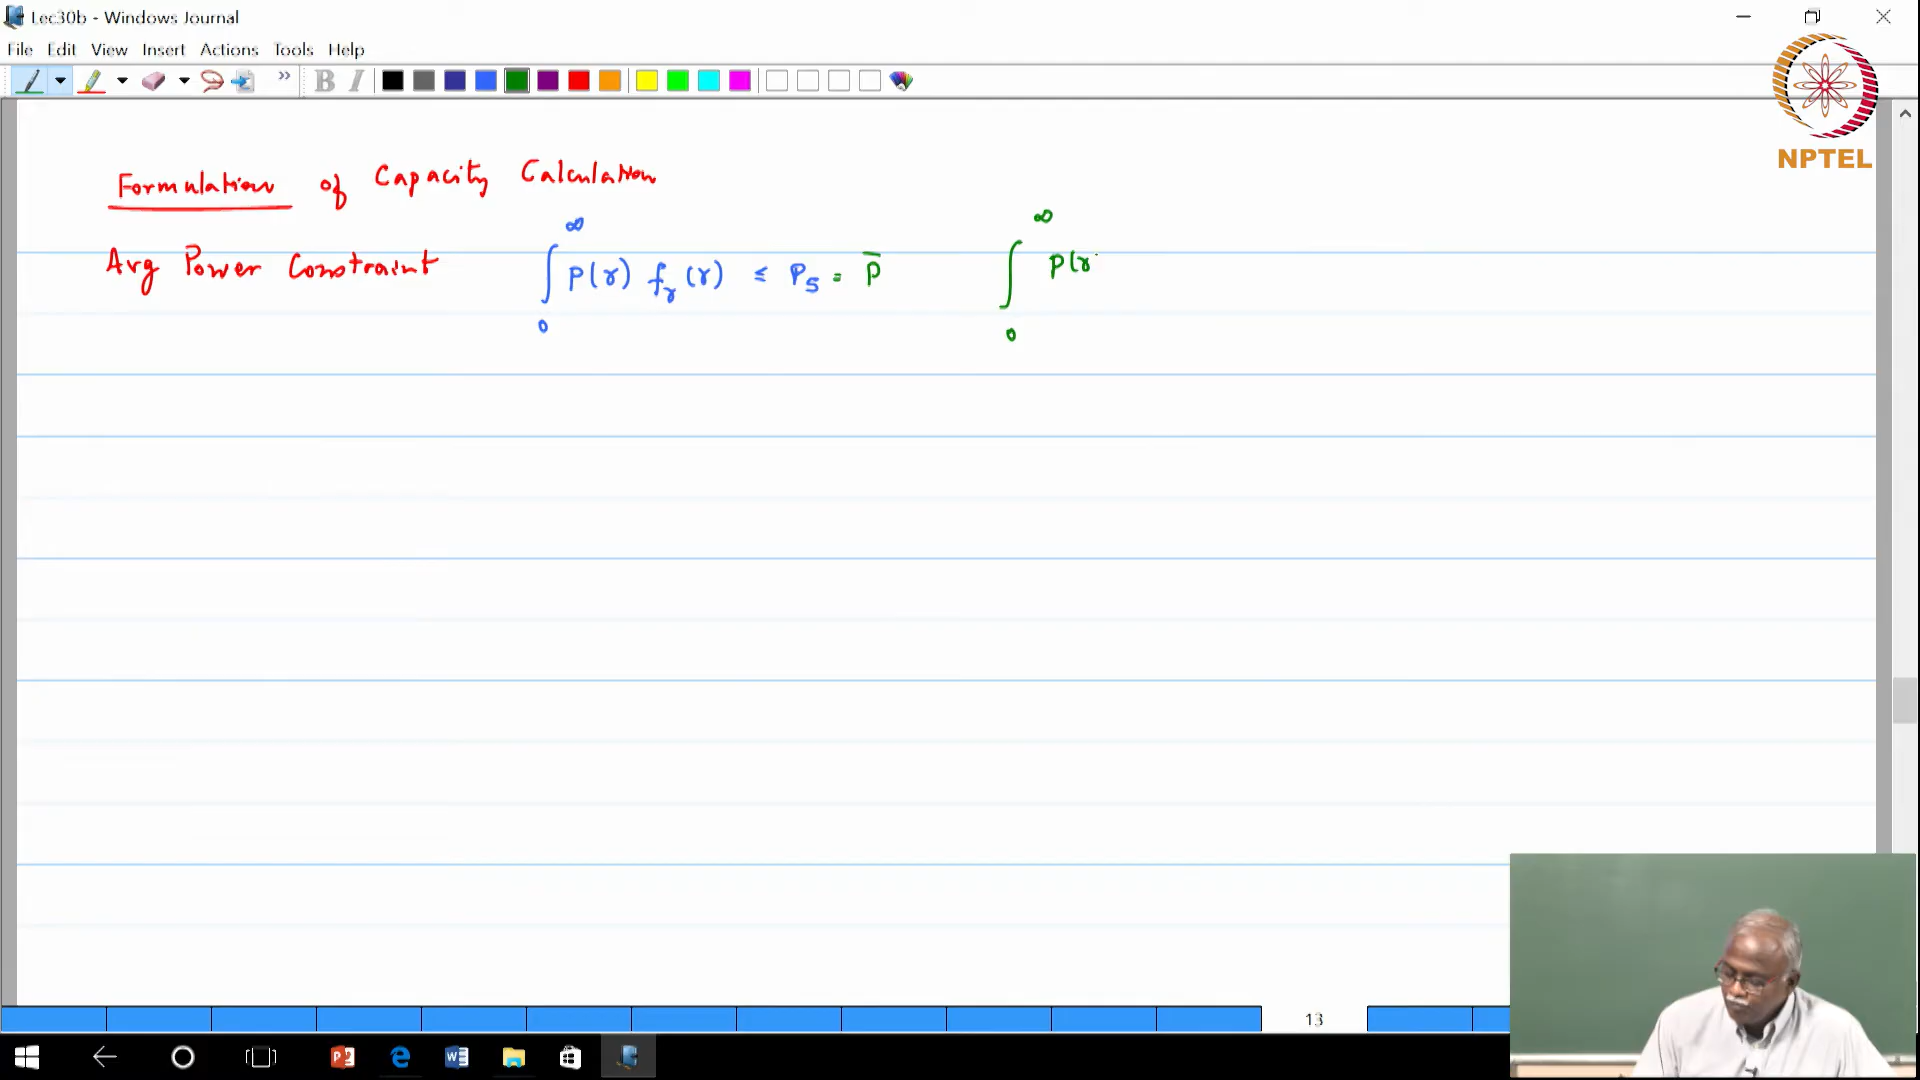 Lec30b - Windows Journal
File Edit View Insert Actions Tools Help
B I
NPTEL
Formulation of Capacity Calculation
Avg Power Constraint ∫₀^∞ P(γ) f_γ(γ) ≤ P_S = P̄ ∫₀^∞ P(γ
13